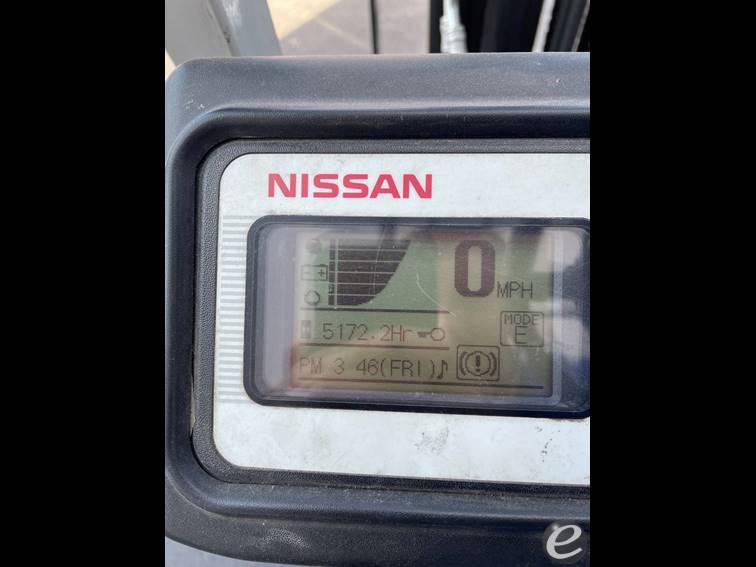 NISSAN
0 MPH
MODE
E
5172.2Hr
PM 3 46(FRI)♪
e